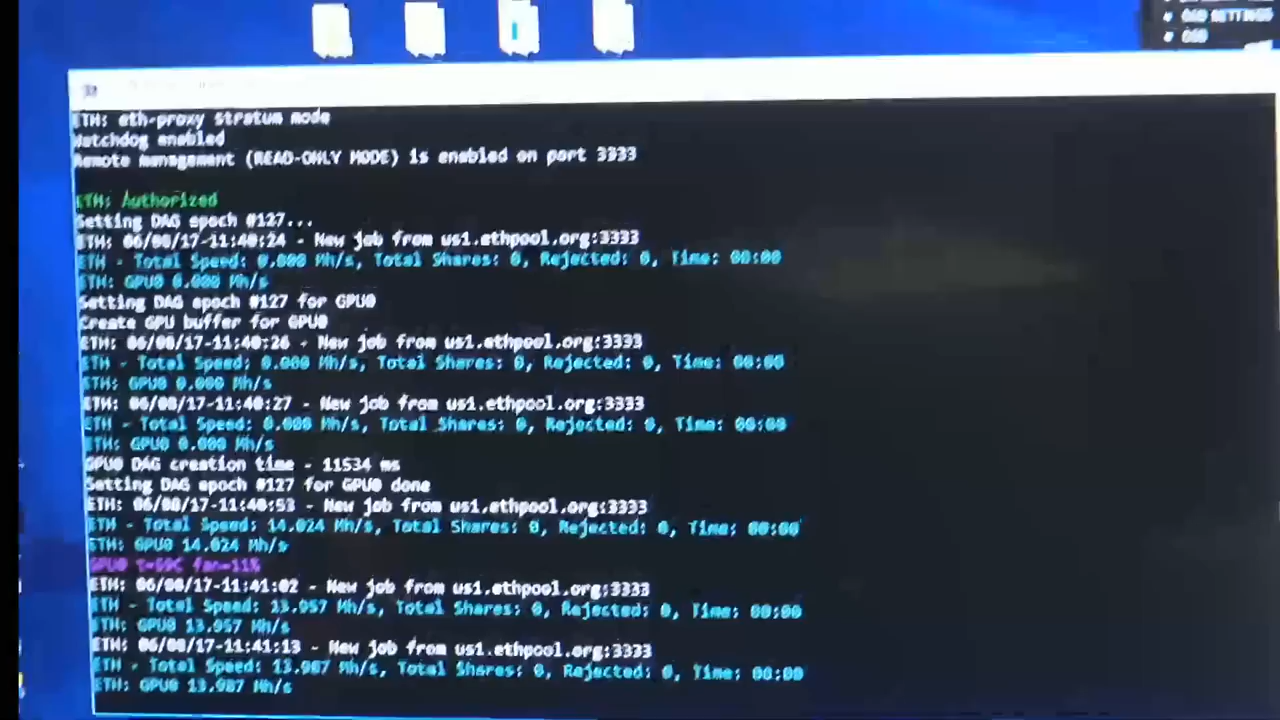 OSD SETTINGS
OSD
ETH: eth-proxy stratum mode
Watchdog enabled
Remote management (READ-ONLY MODE) is enabled on port 3333
ETH: Authorized
Setting DAG epoch #127...
ETH: 06/08/17-11:40:24 - New job from us1.ethpool.org:3333
ETH - Total Speed: 0.000 Mh/s, Total Shares: 0, Rejected: 0, Time: 00:00
ETH: GPU0 0.000 Mh/s
Setting DAG epoch #127 for GPU0
Create GPU buffer for GPU0
ETH: 06/08/17-11:40:26 - New job from us1.ethpool.org:3333
ETH - Total Speed: 0.000 Mh/s, Total Shares: 0, Rejected: 0, Time: 00:00
ETH: GPU0 0.000 Mh/s
ETH: 06/08/17-11:40:27 - New job from us1.ethpool.org:3333
ETH - Total Speed: 0.000 Mh/s, Total Shares: 0, Rejected: 0, Time: 00:00
ETH: GPU0 0.000 Mh/s
GPU0 DAG creation time - 11534 ms
Setting DAG epoch #127 for GPU0 done
ETH: 06/08/17-11:40:53 - New job from us1.ethpool.org:3333
ETH - Total Speed: 14.024 Mh/s, Total Shares: 0, Rejected: 0, Time: 00:00
ETH: GPU0 14.024 Mh/s
GPU0 t=69C fan=11%
ETH: 06/08/17-11:41:02 - New job from us1.ethpool.org:3333
ETH - Total Speed: 13.957 Mh/s, Total Shares: 0, Rejected: 0, Time: 00:00
ETH: GPU0 13.957 Mh/s
ETH: 06/08/17-11:41:13 - New job from us1.ethpool.org:3333
ETH - Total Speed: 13.987 Mh/s, Total Shares: 0, Rejected: 0, Time: 00:00
ETH: GPU0 13.987 Mh/s